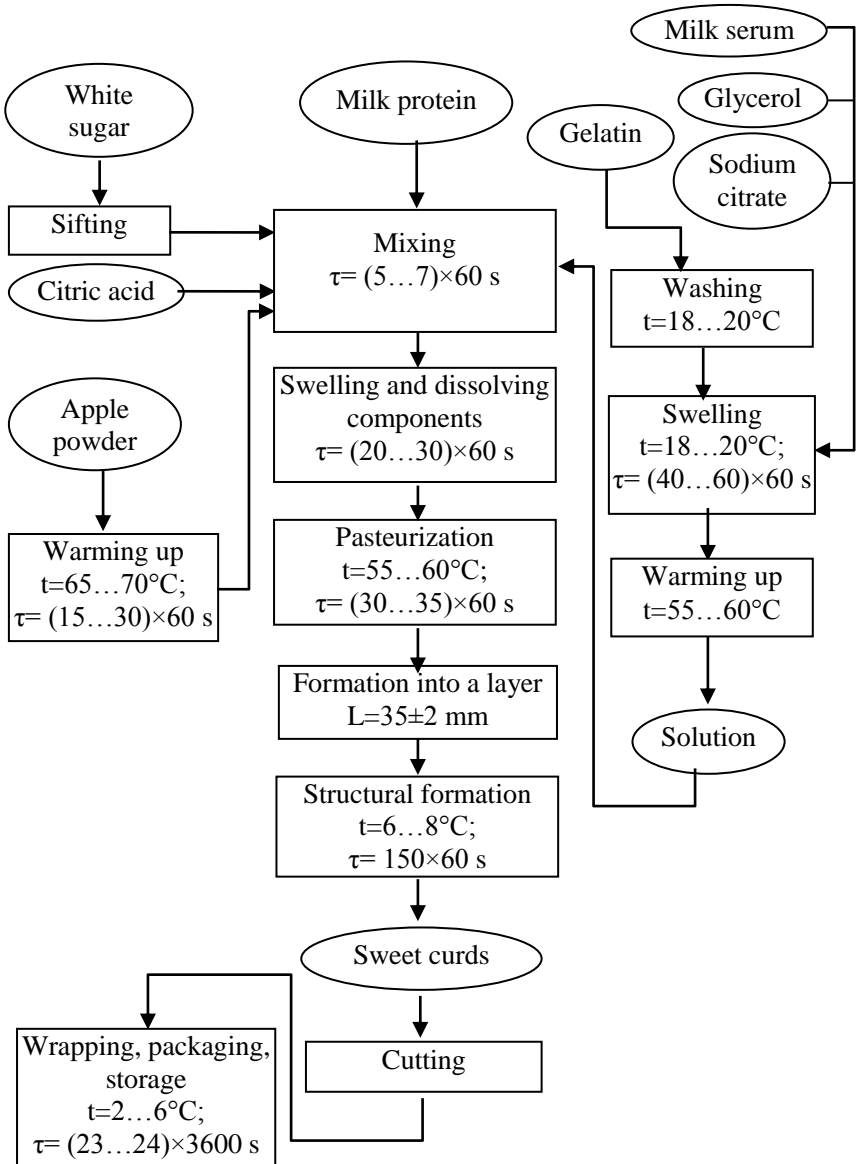 Milk serum
White
sugar
Milk protein
Glycerol
Gelatin
Sodium
citrate
Sifting
Mixing
τ= (5…7)×60 s
Citric acid
Washing
t=18…20°C
Swelling and dissolving
components
τ= (20…30)×60 s
Apple
powder
Swelling
t=18…20°C;
τ= (40…60)×60 s
Pasteurization
t=55…60°C;
τ= (30…35)×60 s
Warming up
t=65…70°C;
τ= (15…30)×60 s
Warming up
t=55…60°C
Formation into a layer
L=35±2 mm
Solution
Structural formation
t=6…8°C;
τ= 150×60 s
Sweet curds
Cutting
Wrapping, packaging,
storage
t=2…6°C;
τ= (23…24)×3600 s